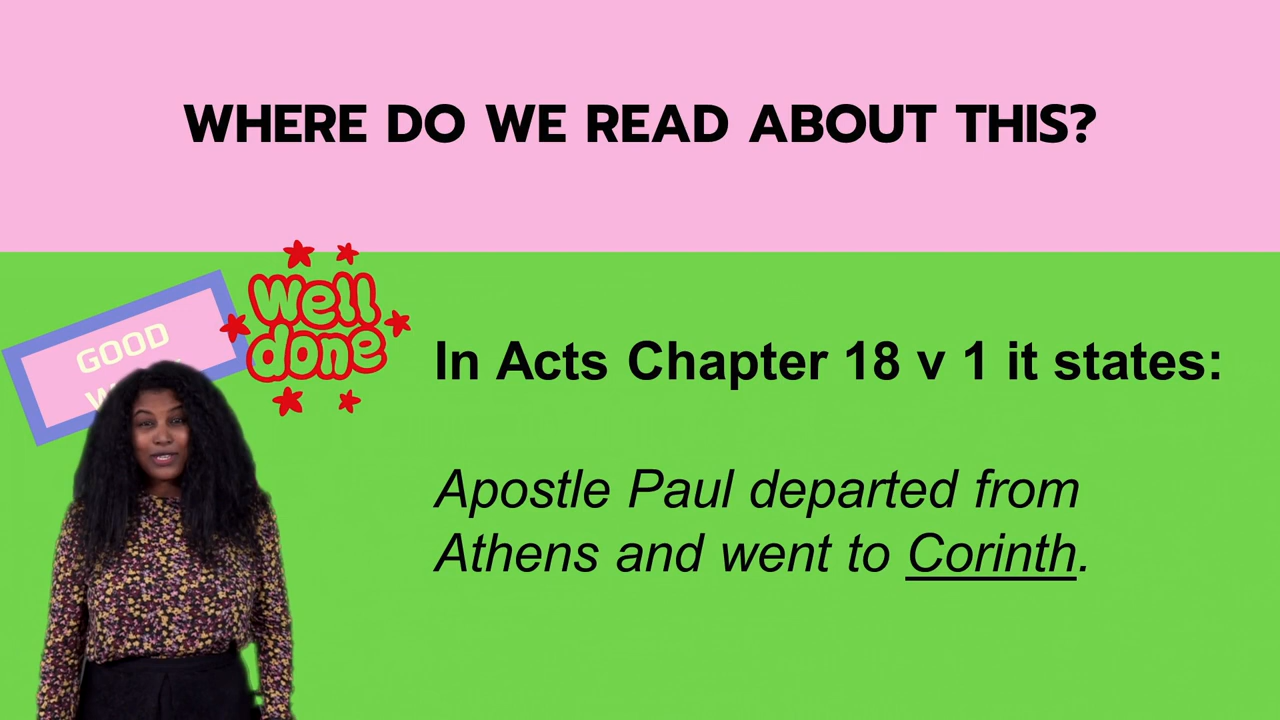 WHERE DO WE READ ABOUT THIS?
GOOD
Well
done
In Acts Chapter 18 v 1 it states:
Apostle Paul departed from
Athens and went to Corinth.